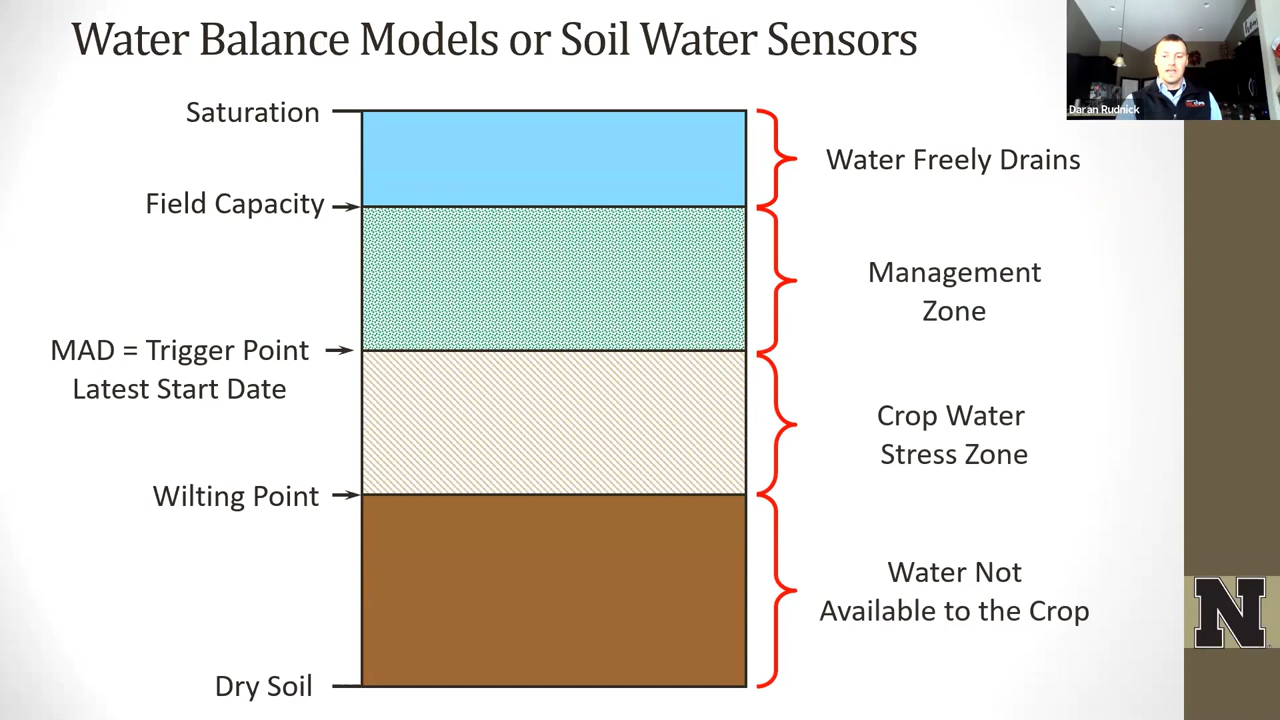 Water Balance Models or Soil Water Sensors
Daran Rudnick
Saturation
Water Freely Drains
Field Capacity
Management
Zone
MAD = Trigger Point
Latest Start Date
Crop Water
Stress Zone
Wilting Point
Water Not
Available to the Crop
Dry Soil
N